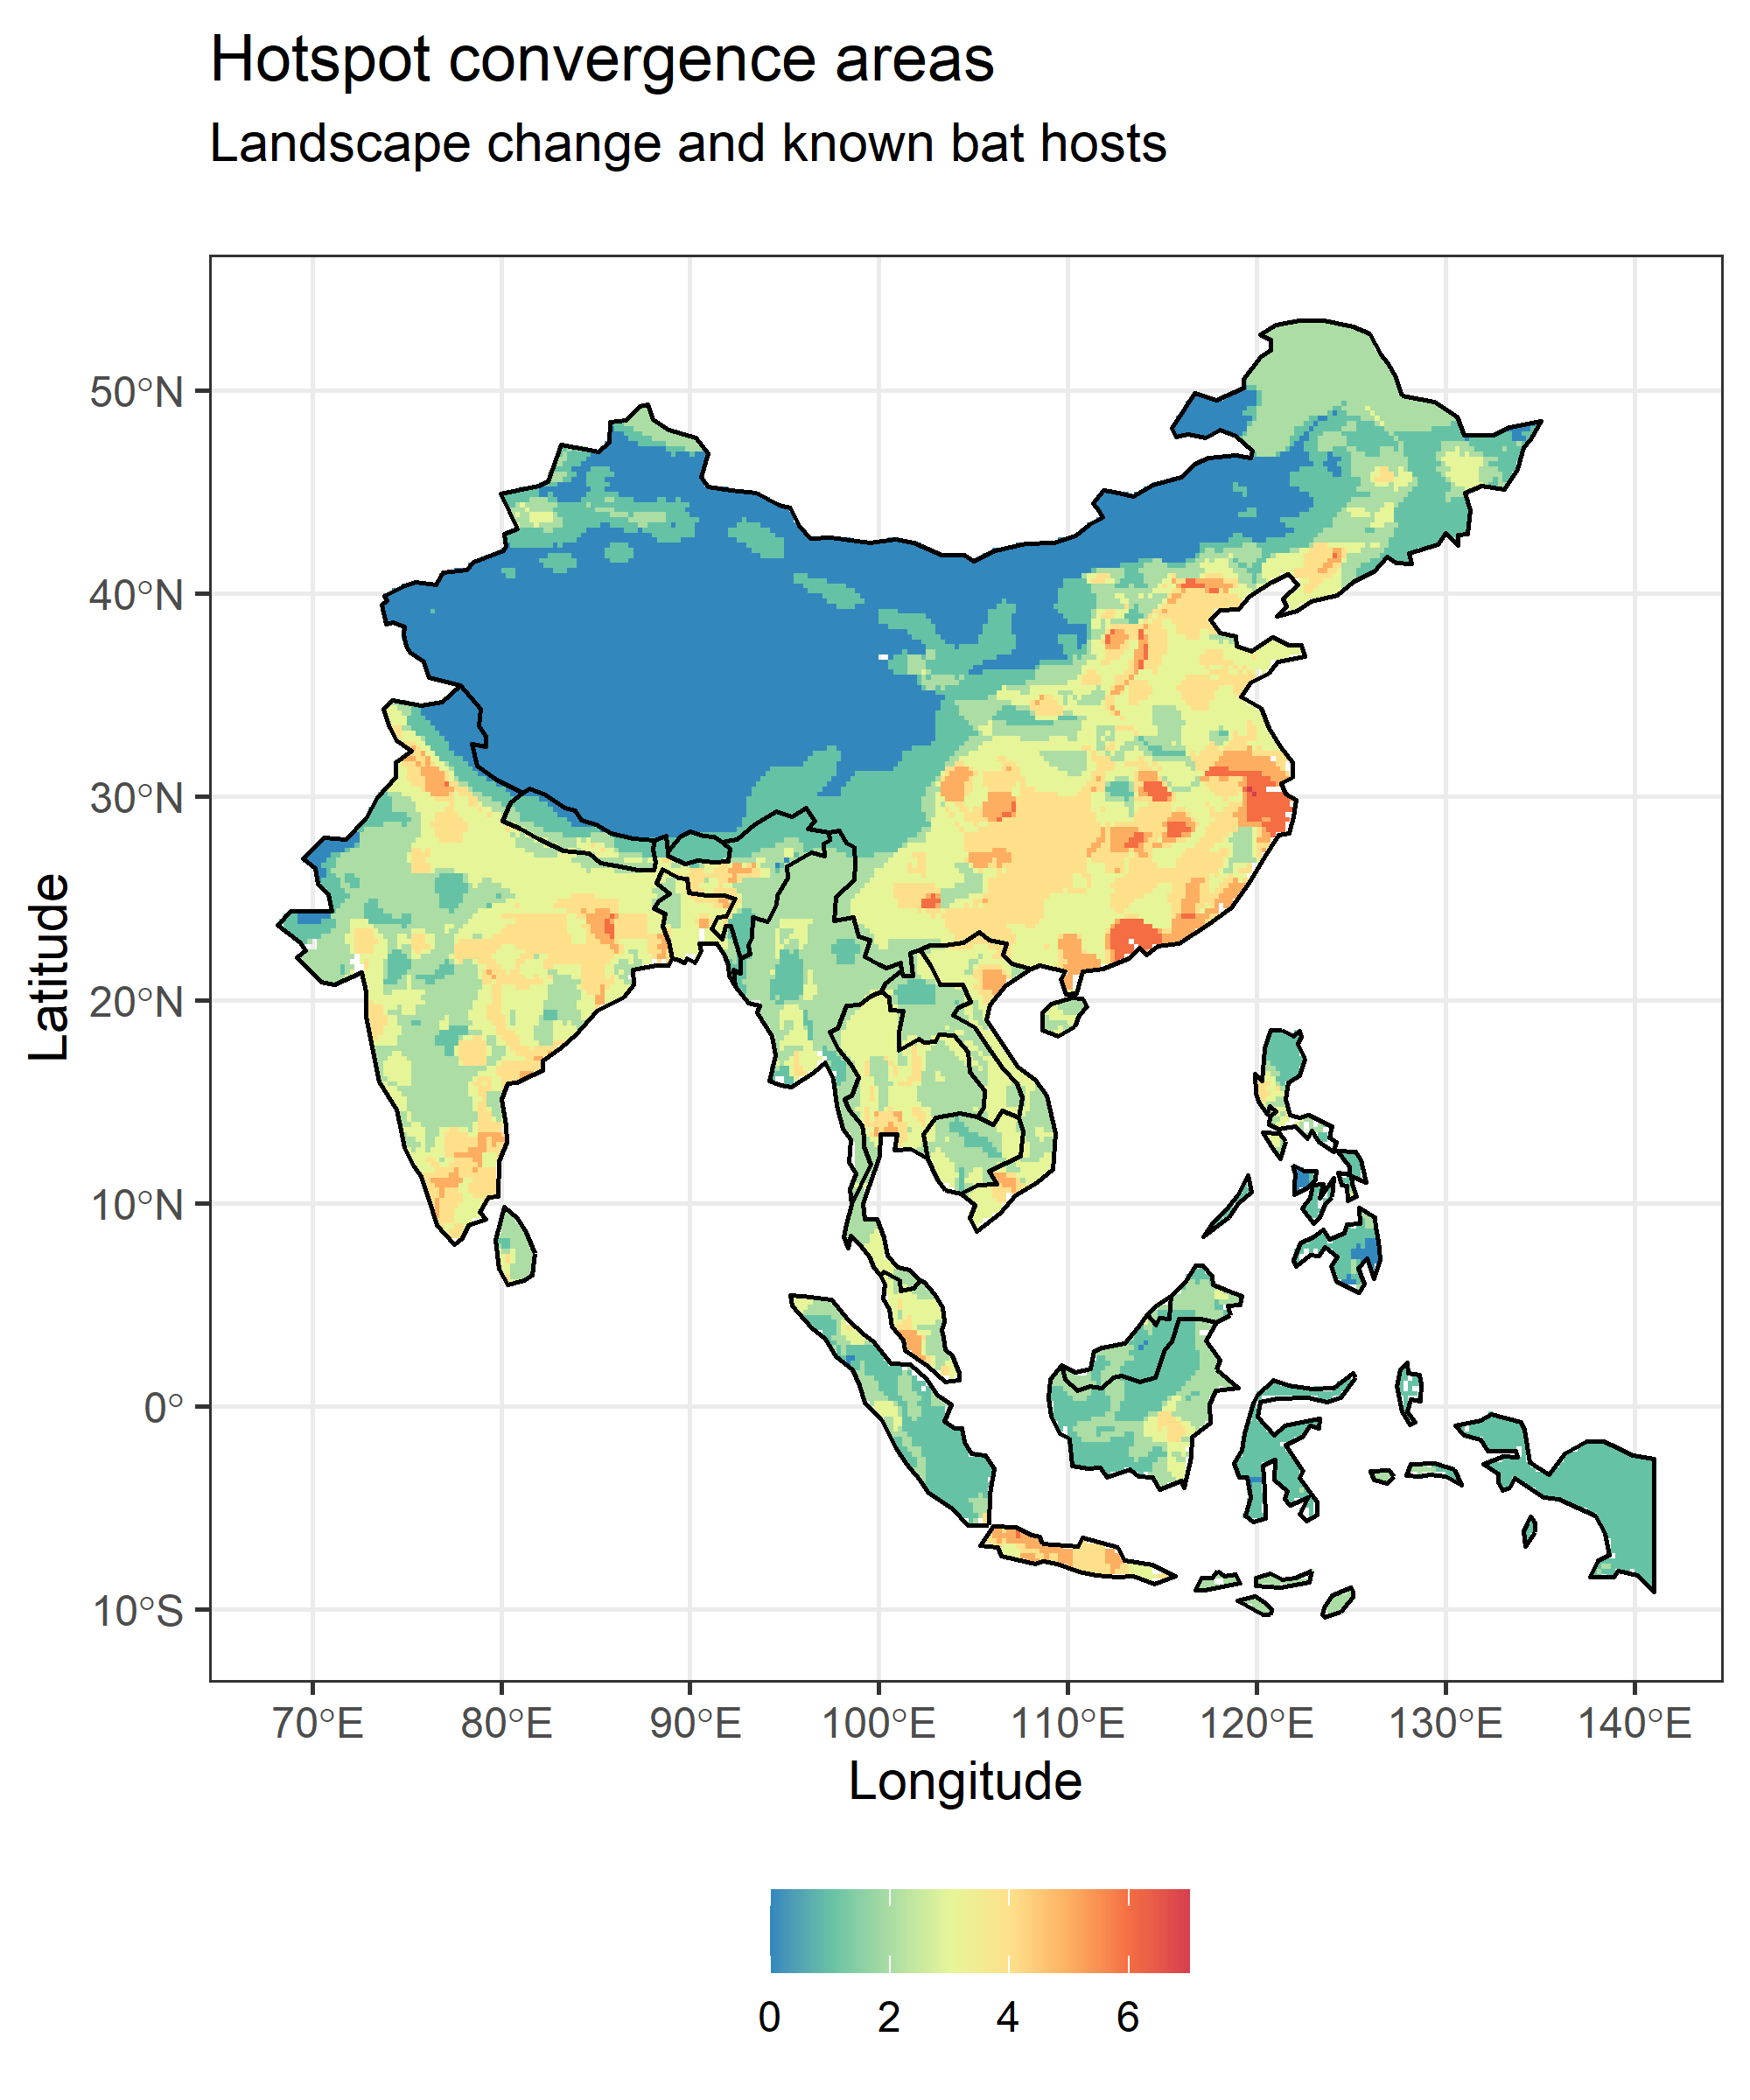 Hotspot convergence areas
Landscape change and known bat hosts
50°N
40°N
30°N
20°N
10°N
0°
10°S
Latitude
70°E 80°E 90°E 100°E 110°E 120°E 130°E 140°E
Longitude
0 2 4 6